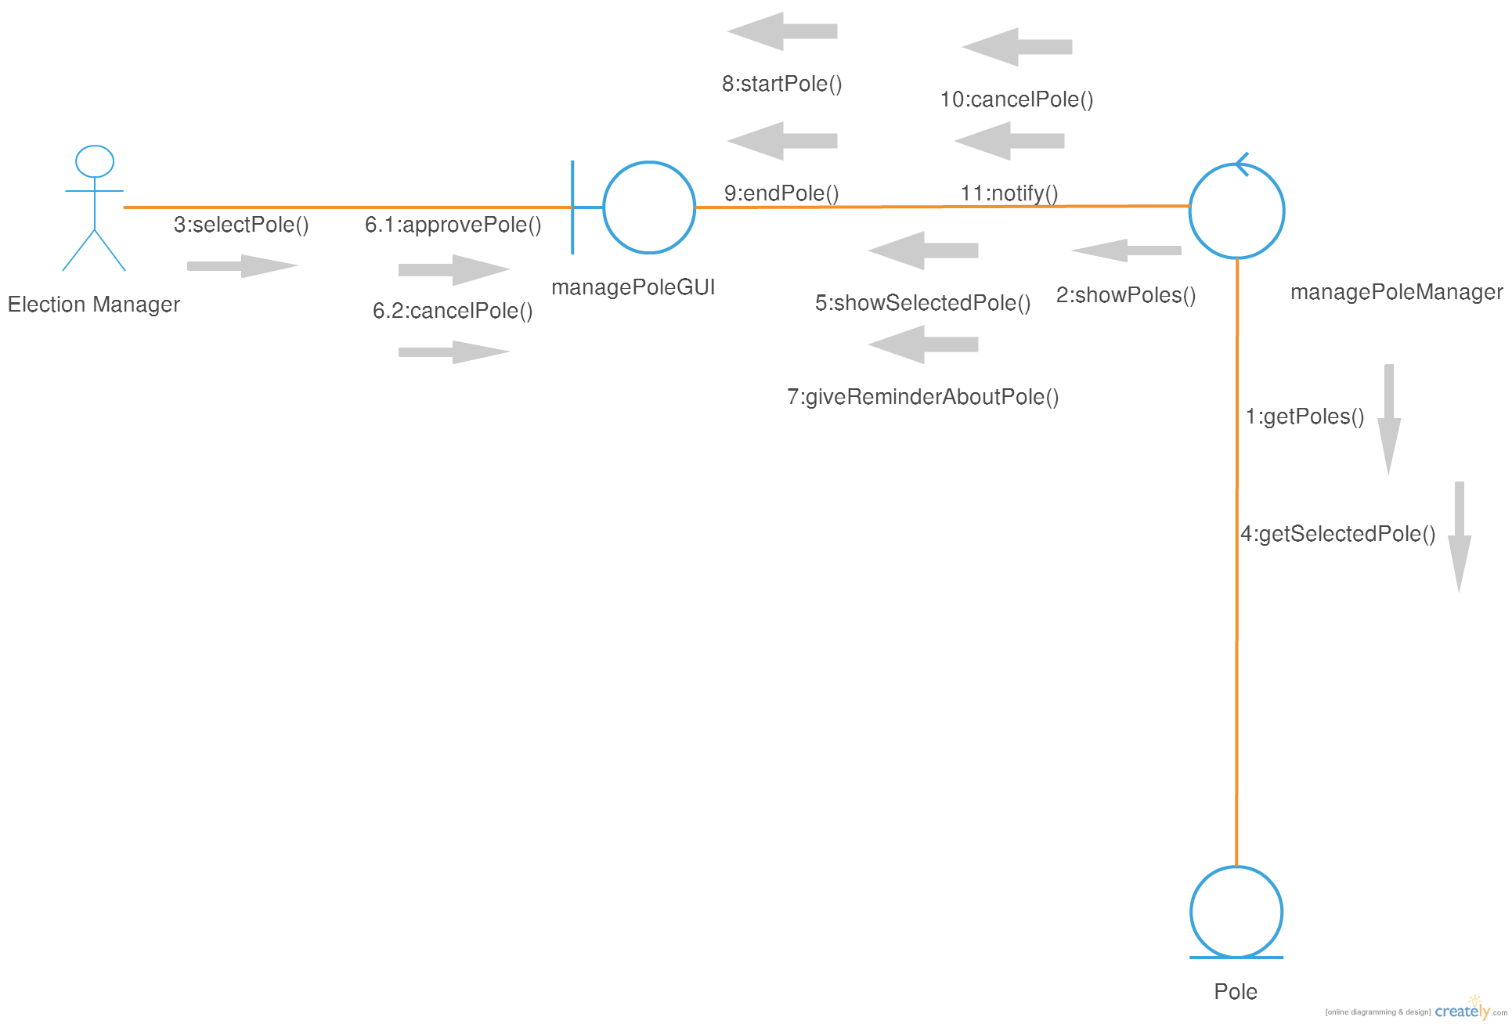 8:startPole()
10:cancelPole()
9:endPole()
11:notify()
3:selectPole()
6.1:approvePole()
managePoleGUI
managePoleManager
Election Manager
6.2:cancelPole()
5:showSelectedPole()
2:showPoles()
7:giveReminderAboutPole()
1:getPoles()
4:getSelectedPole()
Pole
[online diagramming & design] creately.com